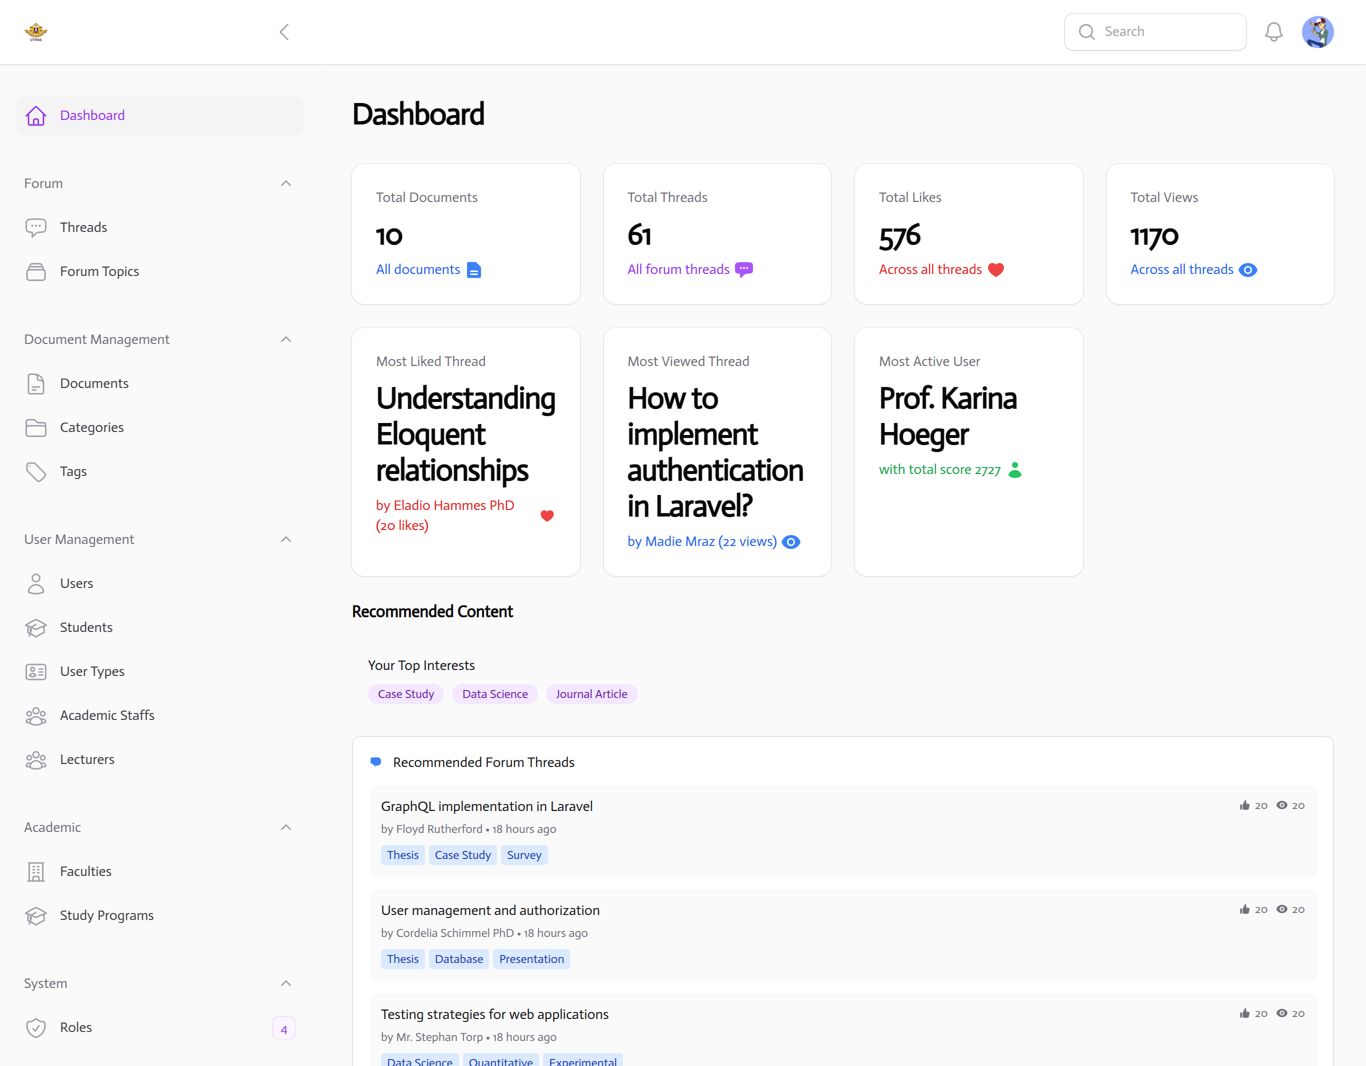 Search
Dashboard
Forum
Threads
Forum Topics
Document Management
Documents
Categories
Tags
User Management
Users
Students
User Types
Academic Staffs
Lecturers
Academic
Faculties
Study Programs
System
Roles
4
Dashboard
Total Documents
10
All documents
Total Threads
61
All forum threads
Total Likes
576
Across all threads
Total Views
1170
Across all threads
Most Liked Thread
Understanding
Eloquent
relationships
by Eladio Hammes PhD
(20 likes)
Most Viewed Thread
How to
implement
authentication
in Laravel?
by Madie Mraz (22 views)
Most Active User
Prof. Karina
Hoeger
with total score 2727
Recommended Content
Your Top Interests
Case Study Data Science Journal Article
Recommended Forum Threads
GraphQL implementation in Laravel 20 20
by Floyd Rutherford • 18 hours ago
Thesis Case Study Survey
User management and authorization 20 20
by Cordelia Schimmel PhD • 18 hours ago
Thesis Database Presentation
Testing strategies for web applications 20 20
by Mr. Stephan Torp • 18 hours ago
Data Science Quantitative Experimental